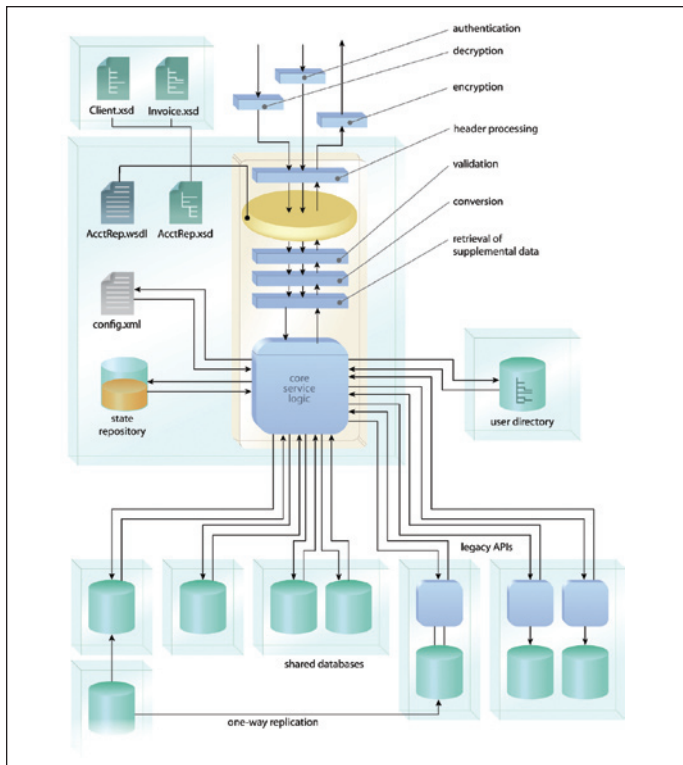 authentication
decryption
encryption
header processing
validation
conversion
retrieval of
supplemental data
Client.xsd
Invoice.xsd
AcctRep.wsdl
AcctRep.xsd
config.xml
core
service
logic
state
repository
user directory
legacy APIs
shared databases
one-way replication